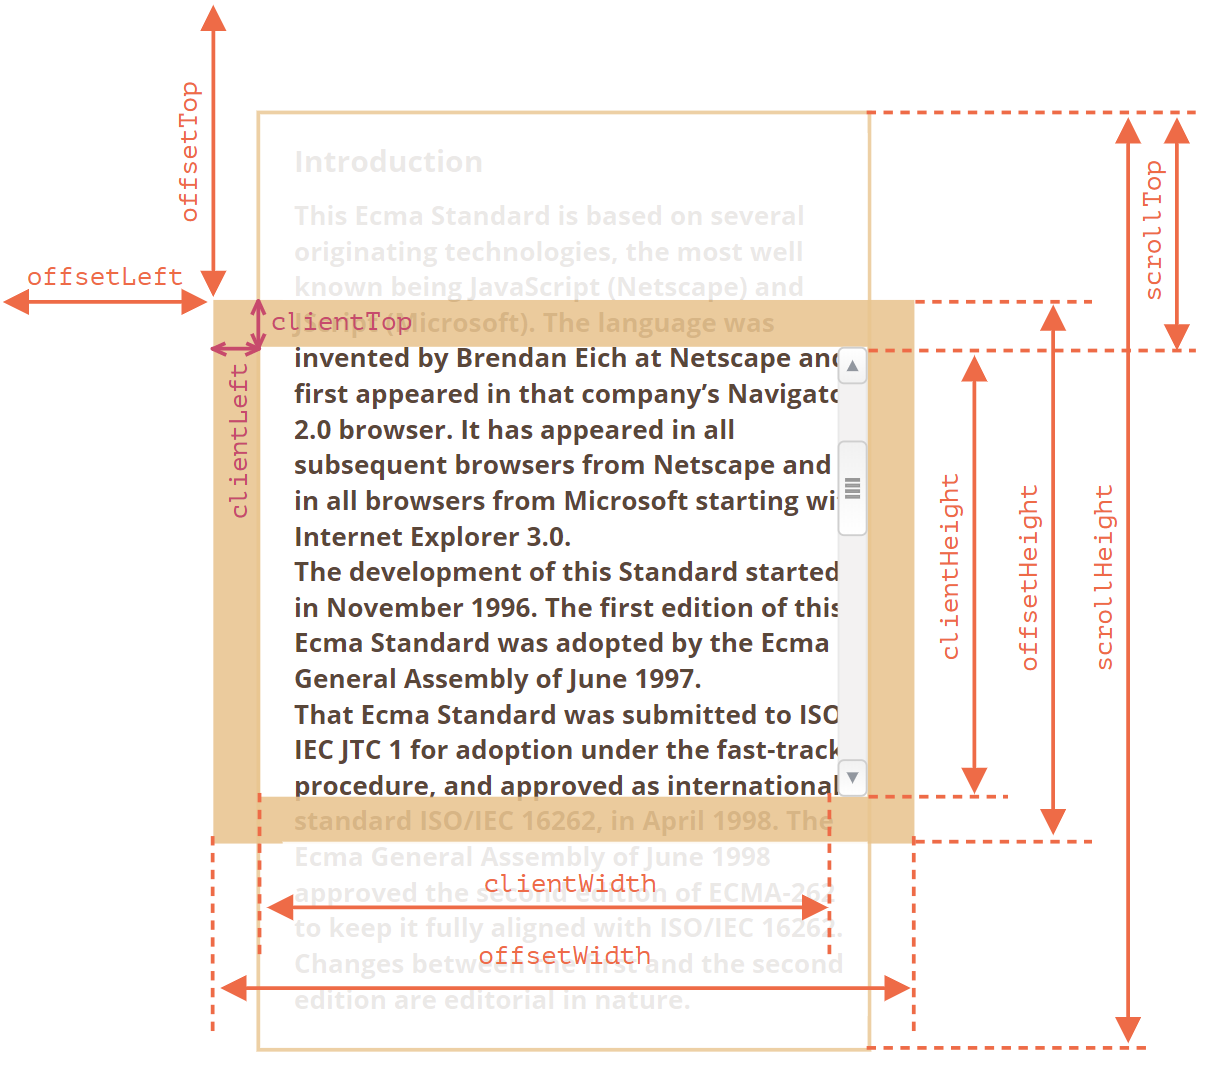 offsetTop
offsetLeft
Introduction
This Ecma Standard is based on several
originating technologies, the most well
known being JavaScript (Netscape) and
JScript (Microsoft). The language was
clientTop
clientLeft
invented by Brendan Eich at Netscape and
first appeared in that company’s Navigato
2.0 browser. It has appeared in all
subsequent browsers from Netscape and
in all browsers from Microsoft starting wi
Internet Explorer 3.0.
The development of this Standard started
in November 1996. The first edition of this
Ecma Standard was adopted by the Ecma
General Assembly of June 1997.
That Ecma Standard was submitted to ISO
IEC JTC 1 for adoption under the fast-track
procedure, and approved as international
standard ISO/IEC 16262, in April 1998. The
Ecma General Assembly of June 1998
clientWidth
approved the second edition of ECMA-262
to keep it fully aligned with ISO/IEC 16262.
offsetWidth
Changes between the first and the second
edition are editorial in nature.
clientHeight
offsetHeight
scrollHeight
scrollTop